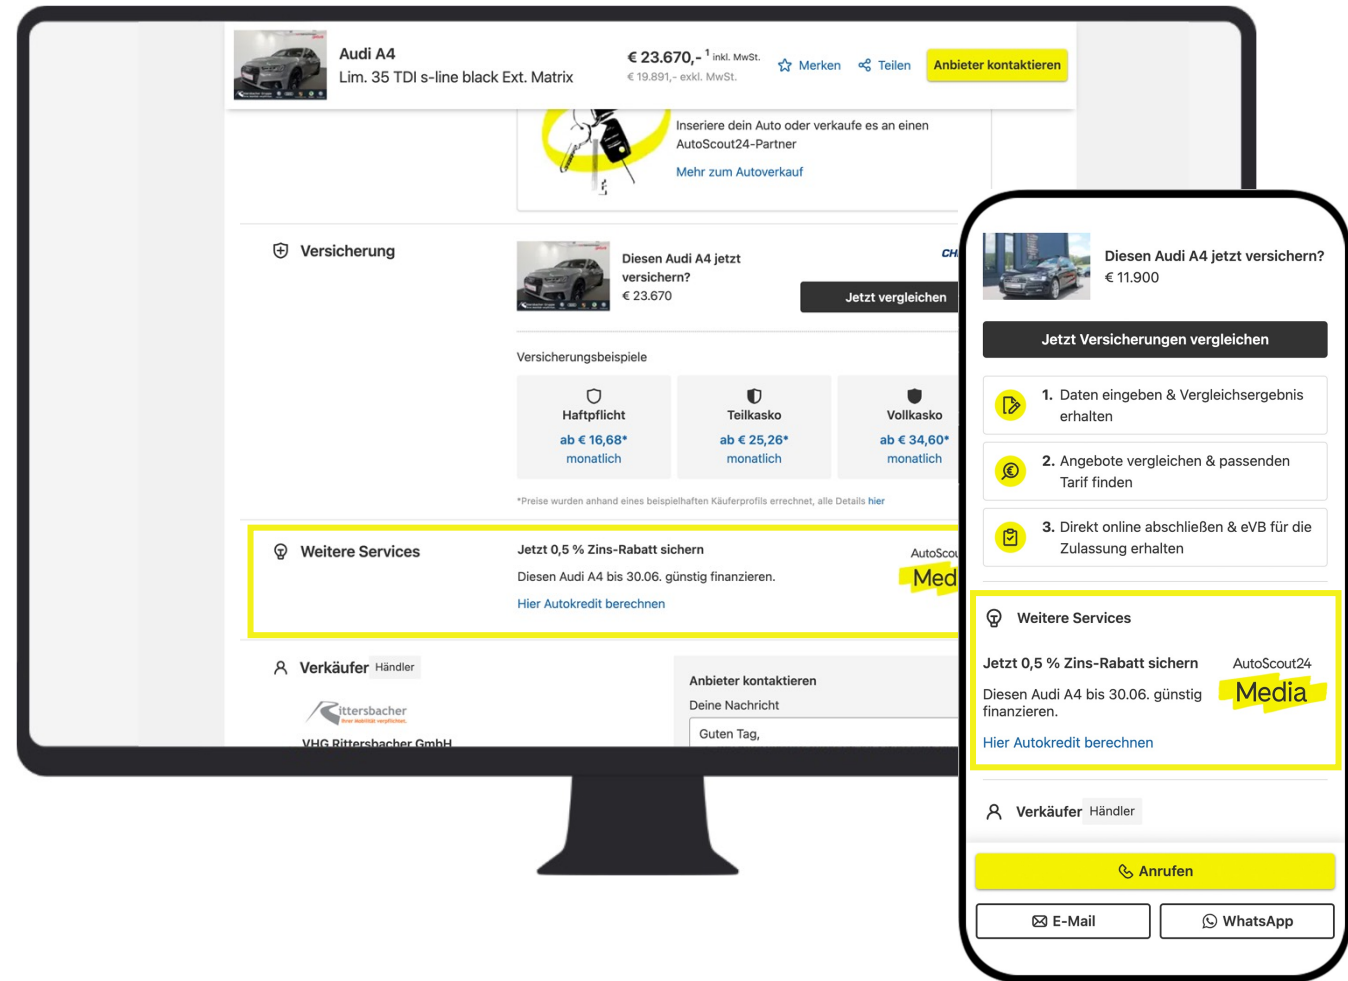 Audi A4
Lim. 35 TDI s-line black Ext. Matrix
€ 23.670,- 1 inkl. MwSt.
€ 19.891,- exkl. MwSt.
Merken
Teilen
Anbieter kontaktieren
Inseriere dein Auto oder verkaufe es an einen
AutoScout24-Partner
Mehr zum Autoverkauf
Versicherung
Diesen Audi A4 jetzt
versichern?
€ 23.670
Jetzt vergleichen
Versicherungsbeispiele
Haftpflicht
ab € 16,68*
monatlich
Teilkasko
ab € 25,26*
monatlich
Vollkasko
ab € 34,60*
monatlich
*Preise wurden anhand eines beispielhaften Käuferprofils errechnet, alle Details hier
Weitere Services
Jetzt 0,5 % Zins-Rabatt sichern
Diesen Audi A4 bis 30.06. günstig finanzieren.
Hier Autokredit berechnen
Verkäufer Händler
Rittersbacher
Ihrer Mobilität verpflichtet.
VHG Rittersbacher GmbH
Anbieter kontaktieren
Deine Nachricht
Guten Tag,
Diesen Audi A4 jetzt versichern?
€ 11.900
Jetzt Versicherungen vergleichen
1. Daten eingeben & Vergleichsergebnis
erhalten
2. Angebote vergleichen & passenden
Tarif finden
3. Direkt online abschließen & eVB für die
Zulassung erhalten
Weitere Services
Jetzt 0,5 % Zins-Rabatt sichern
Diesen Audi A4 bis 30.06. günstig
finanzieren.
Hier Autokredit berechnen
AutoScout24
Media
Verkäufer Händler
Anrufen
E-Mail
WhatsApp